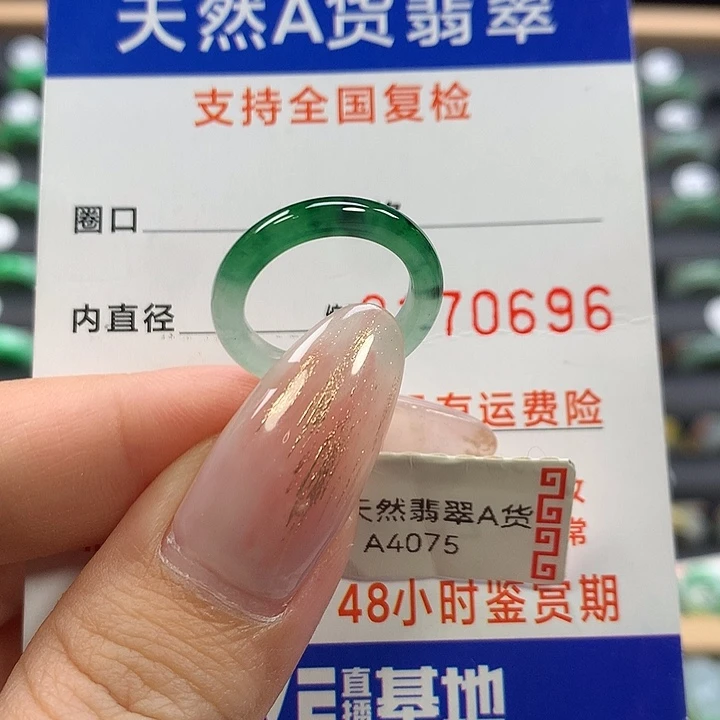 天然A货翡翠
支持全国复检
圈口
内直径
70696
有运费险
天然翡翠A货
A4075
48小时鉴赏期
直播
基地